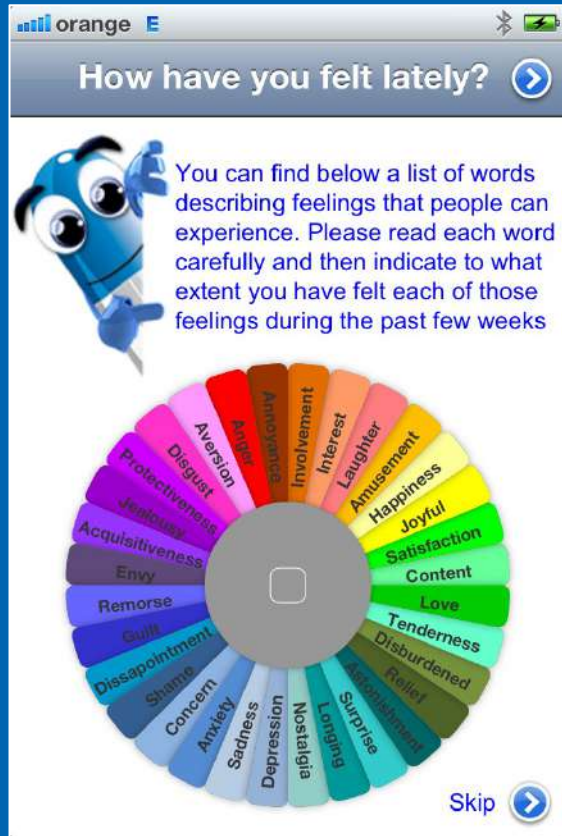 orange E
How have you felt lately?
You can find below a list of words
describing feelings that people can
experience. Please read each word
carefully and then indicate to what
extent you have felt each of those
feelings during the past few weeks
Involvement
Interest
Laughter
Amusement
Happiness
Joyful
Satisfaction
Content
Love
Tenderness
Disburdened
Relief
Astonishment
Surprise
Longing
Nostalgia
Depression
Sadness
Anxiety
Concern
Shame
Dissapointment
Guilt
Remorse
Envy
Acquisitiveness
Jealousy
Protectiveness
Disgust
Aversion
Anger
Annoyance
Skip